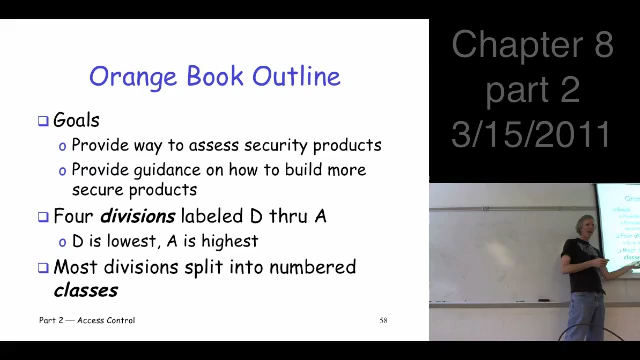 Orange Book Outline
Goals
Provide way to assess security products
Provide guidance on how to build more
secure products
Four divisions labeled D thru A
D is lowest, A is highest
Most divisions split into numbered
classes
Part 2 — Access Control
58
Chapter 8
part 2
3/15/2011